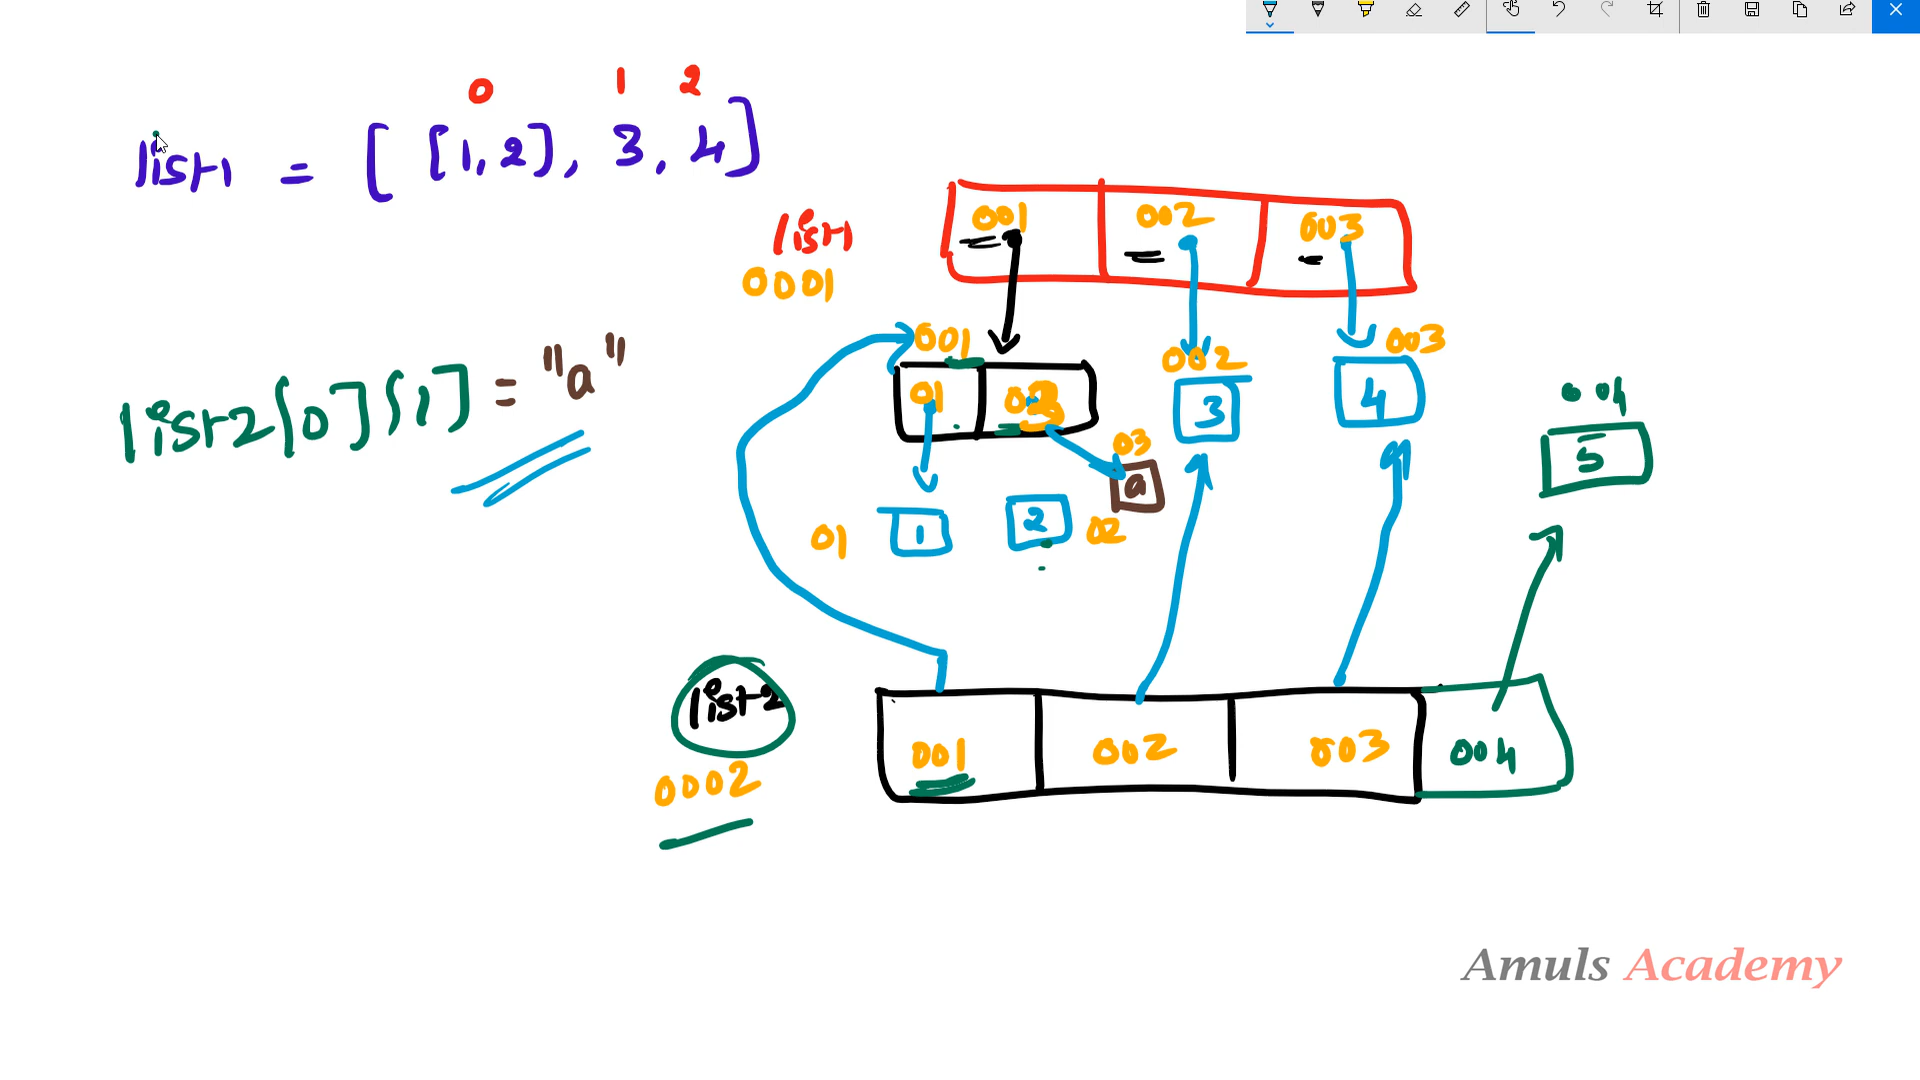 0 1 2
list1 = [ [1,2], 3, 4]
list1
0001
001 002 003
001 002 003
01
3 4
004
5
list2[0][1] = "a"
03
a
01 1 2 02
list2
0002
001 002 003 004
Amuls Academy